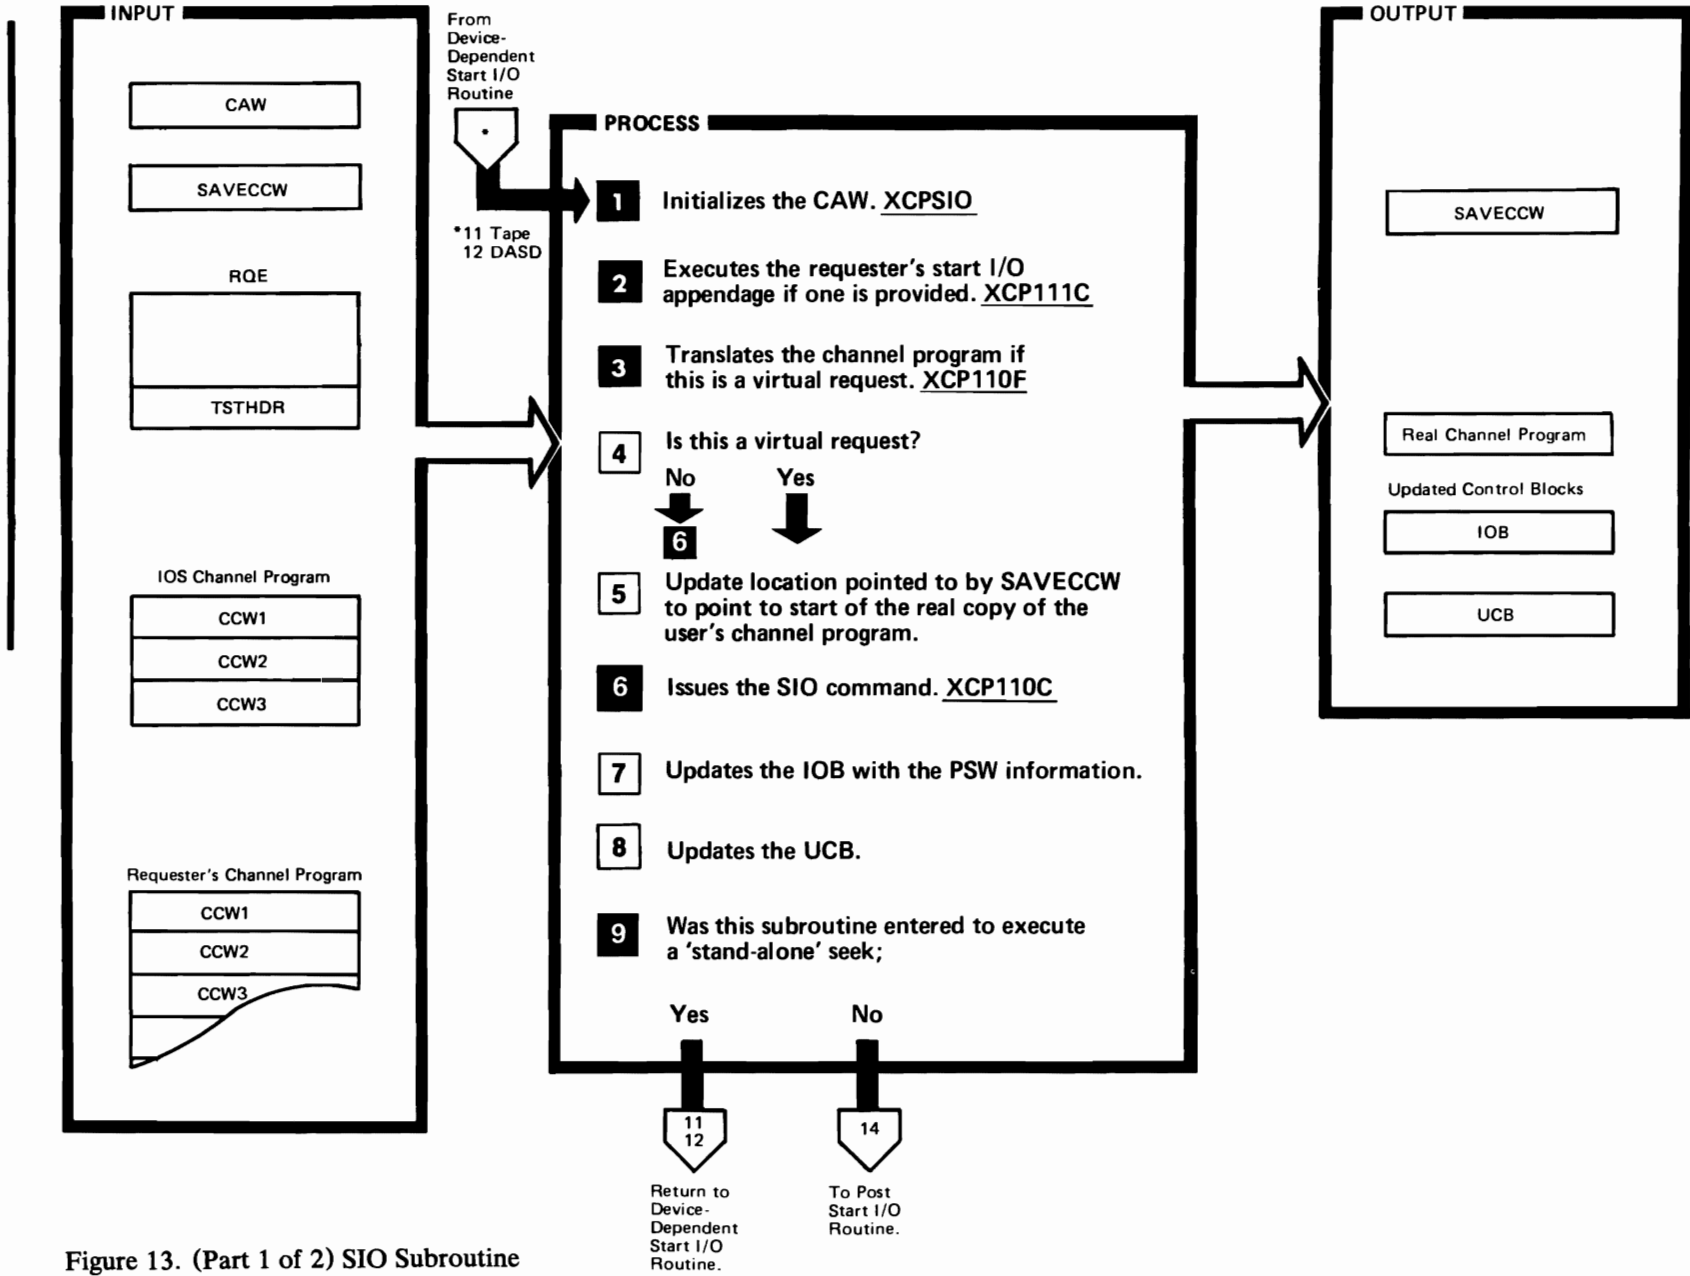 INPUT
CAW
SAVECCW
RQE
TSTHDR
IOS Channel Program
CCW1
CCW2
CCW3
Requester's Channel Program
CCW1
CCW2
CCW3
From
Device-
Dependent
Start I/O
Routine
*
*11 Tape
12 DASD
PROCESS
1 Initializes the CAW. XCPSIO
2 Executes the requester's start I/O
appendage if one is provided. XCP111C
3 Translates the channel program if
this is a virtual request. XCP110F
4 Is this a virtual request?
No Yes
6
5 Update location pointed to by SAVECCW
to point to start of the real copy of the
user's channel program.
6 Issues the SIO command. XCP110C
7 Updates the IOB with the PSW information.
8 Updates the UCB.
9 Was this subroutine entered to execute
a 'stand-alone' seek;
Yes No
11
12
14
Return to
Device-
Dependent
Start I/O
Routine.
To Post
Start I/O
Routine.
OUTPUT
SAVECCW
Real Channel Program
Updated Control Blocks
IOB
UCB
Figure 13. (Part 1 of 2) SIO Subroutine